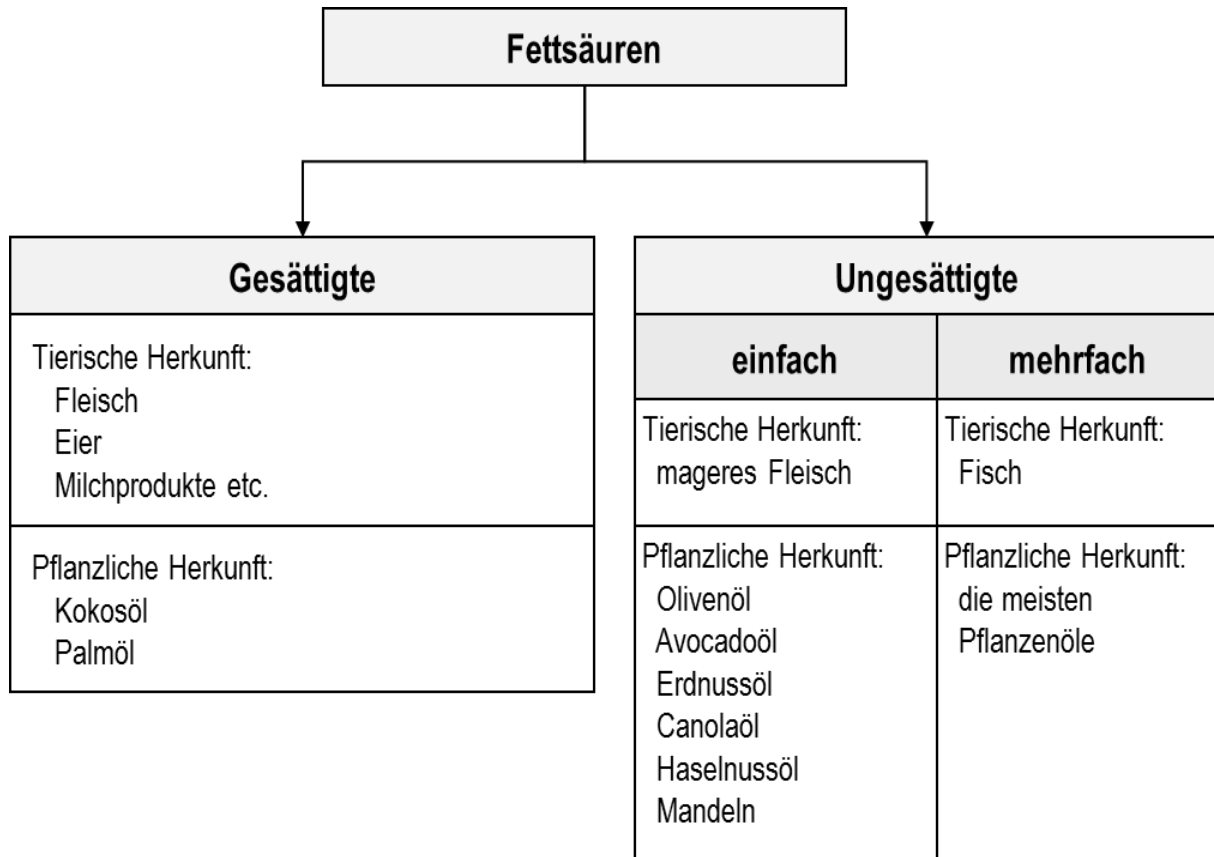 Fettsäuren
Gesättigte
Tierische Herkunft:
Fleisch
Eier
Milchprodukte etc.
Pflanzliche Herkunft:
Kokosöl
Palmöl
Ungesättigte
einfach
mehrfach
Tierische Herkunft:
mageres Fleisch
Tierische Herkunft:
Fisch
Pflanzliche Herkunft:
Olivenöl
Avocadoöl
Erdnussöl
Canolaöl
Haselnussöl
Mandeln
Pflanzliche Herkunft:
die meisten
Pflanzenöle